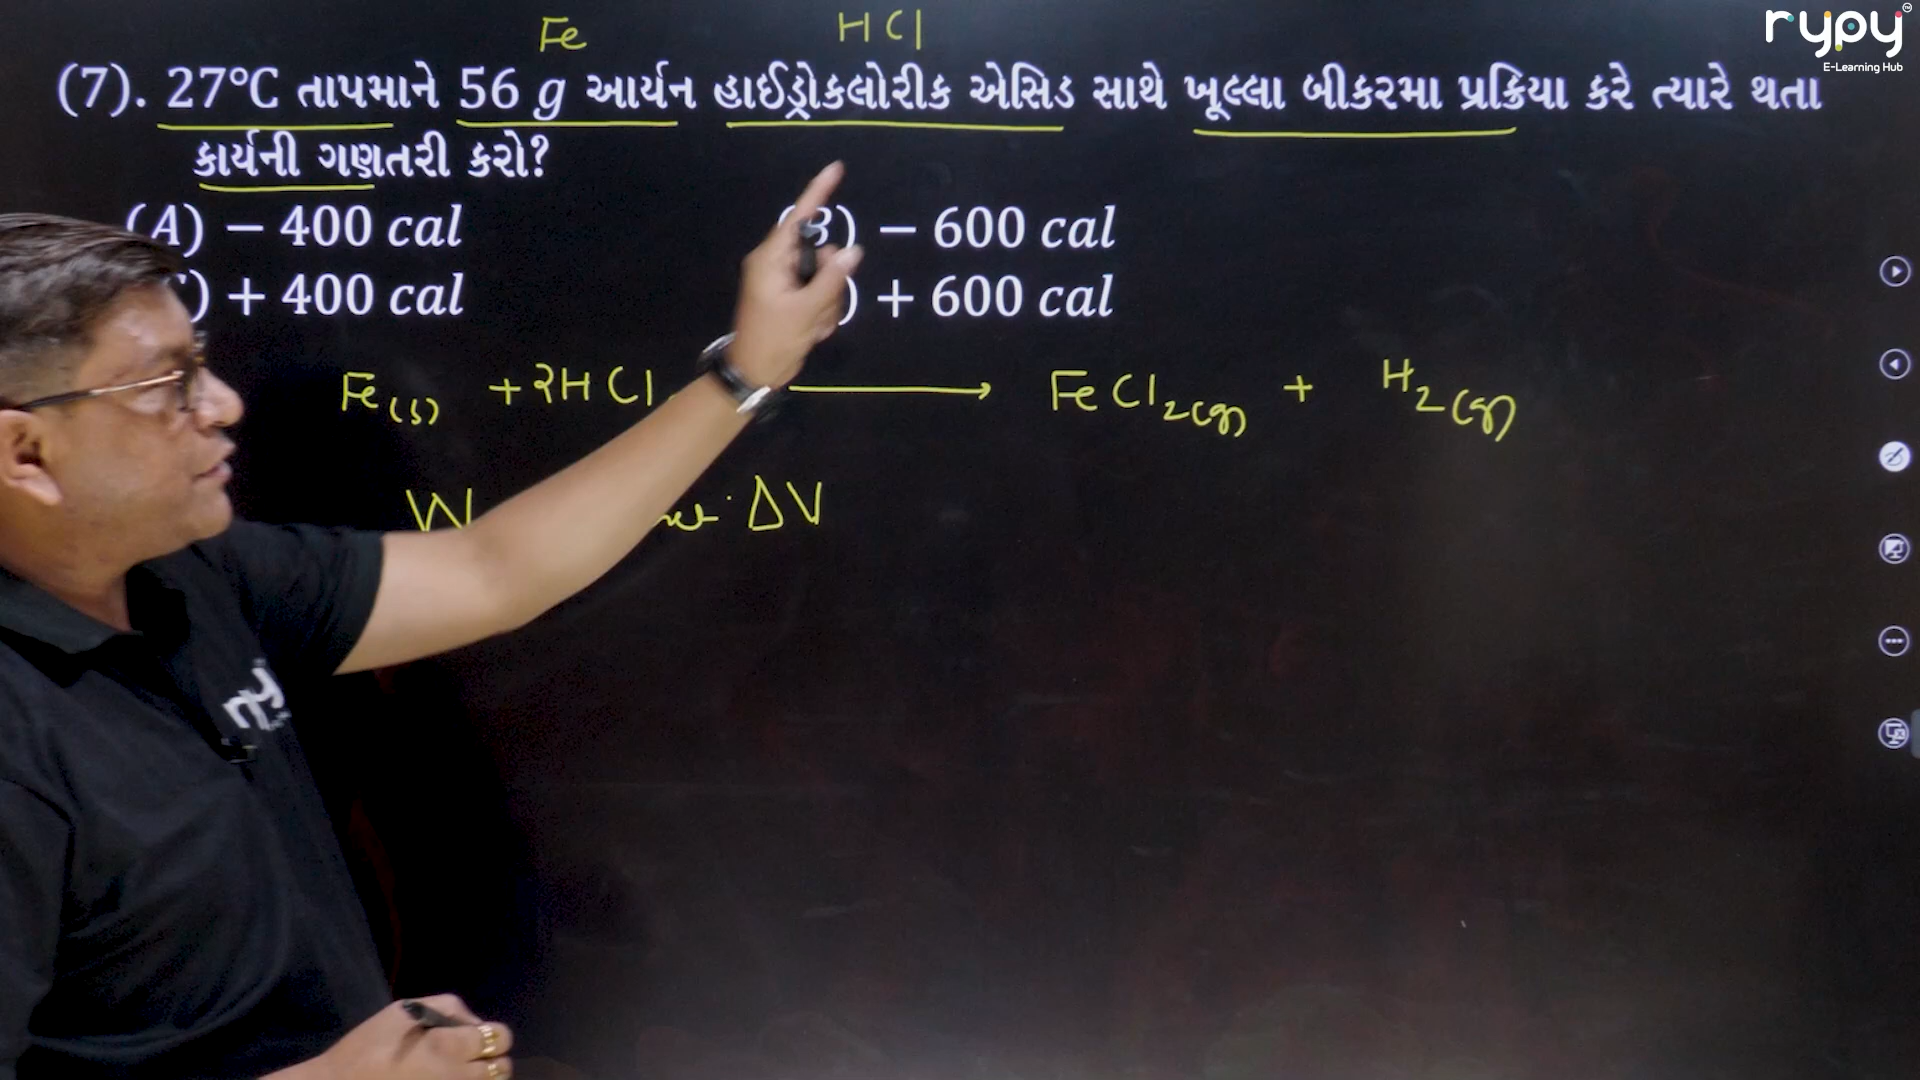 rypy
E-Learning Hub
Fe HCl
(7). 27°C તાપમાને 56 g આર્યન હાઈડ્રોકલોરીક એસિડ સાથે ખૂલ્લા બીકરમા પ્રક્રિયા કરે ત્યારે થતા
કાર્યની ગણતરી કરો?
(A) − 400 cal (B) − 600 cal
) + 400 cal ) + 600 cal
Fe(s) + 2HCl ⟶ FeCl2(g) + H2(g)
W ΔV